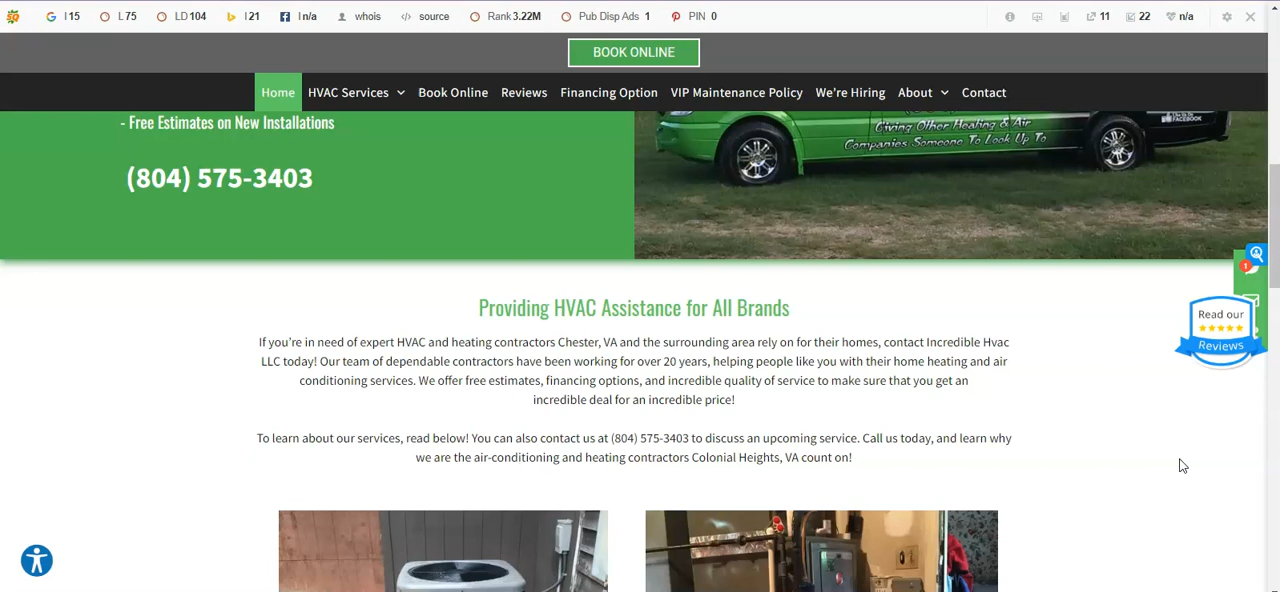 I 15 L 75 LD 104 I 21 I n/a whois source Rank 3.22M Pub Disp Ads 1 PIN 0 11 22 n/a
BOOK ONLINE
Home HVAC Services Book Online Reviews Financing Option VIP Maintenance Policy We're Hiring About Contact
- Free Estimates on New Installations
Giving Other Heating & Air
Companies Someone To Look Up To
FACEBOOK
(804) 575-3403
1
Read our
Reviews
Providing HVAC Assistance for All Brands
If you're in need of expert HVAC and heating contractors Chester, VA and the surrounding area rely on for their homes, contact Incredible Hvac
LLC today! Our team of dependable contractors have been working for over 20 years, helping people like you with their home heating and air
conditioning services. We offer free estimates, financing options, and incredible quality of service to make sure that you get an
incredible deal for an incredible price!
To learn about our services, read below! You can also contact us at (804) 575-3403 to discuss an upcoming service. Call us today, and learn why
we are the air-conditioning and heating contractors Colonial Heights, VA count on!